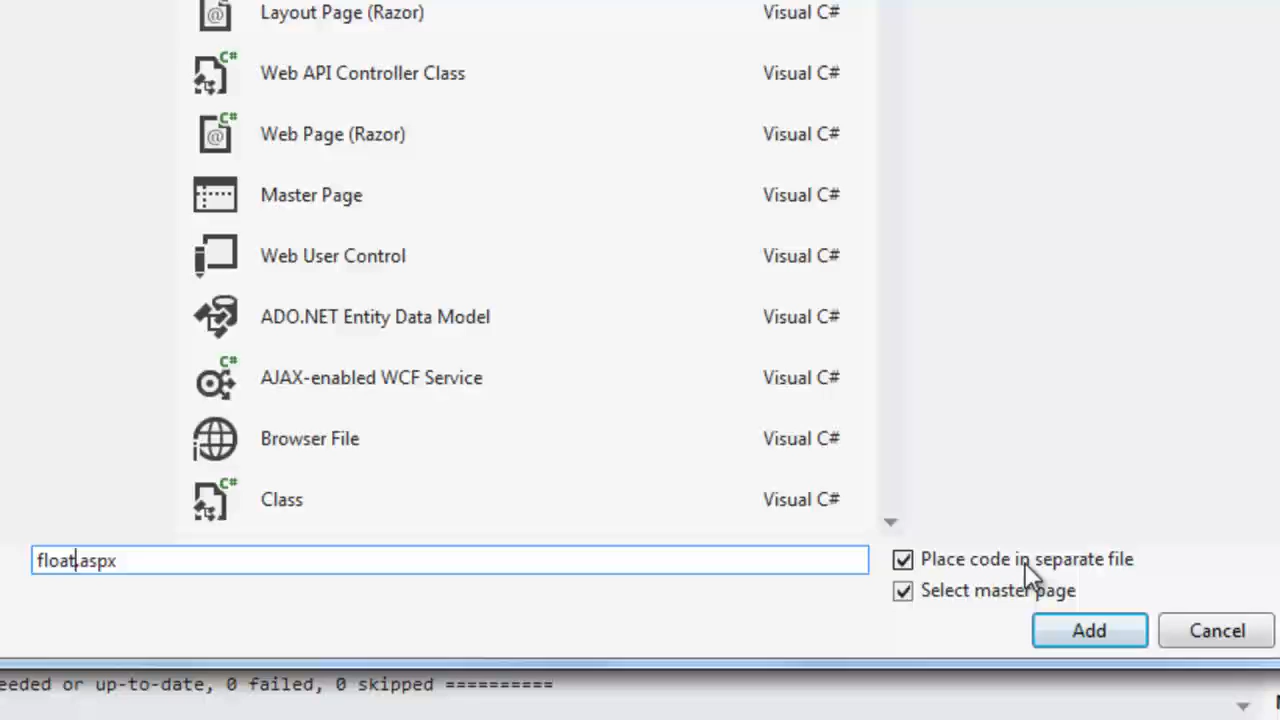 Layout Page (Razor) Visual C#
Web API Controller Class Visual C#
Web Page (Razor) Visual C#
Master Page Visual C#
Web User Control Visual C#
ADO.NET Entity Data Model Visual C#
AJAX-enabled WCF Service Visual C#
Browser File Visual C#
Class Visual C#
float.aspx
Place code in separate file
Select master page
Add Cancel
eeded or up-to-date, 0 failed, 0 skipped ==========